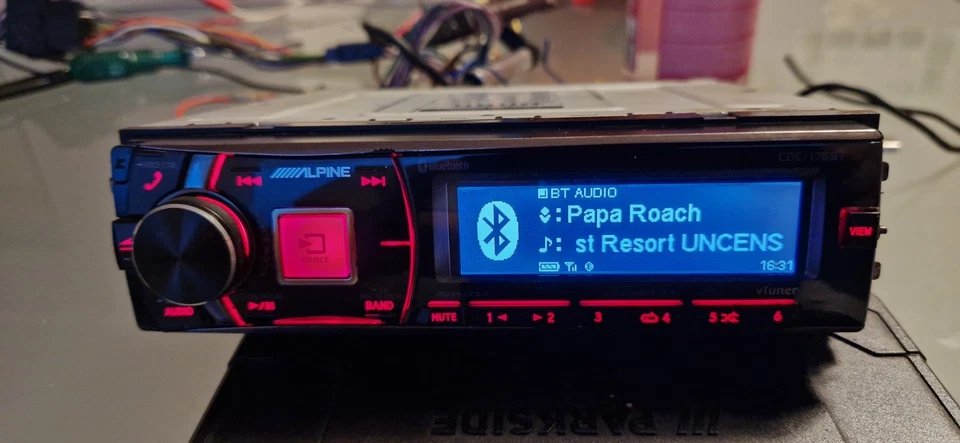 ALPINE
Bluetooth
BT AUDIO
: Papa Roach
: st Resort UNCENS
16:31
VIEW
SOURCE
AUDIO
BAND
MUTE
1
2
3
4
5
6
PARKSIDE